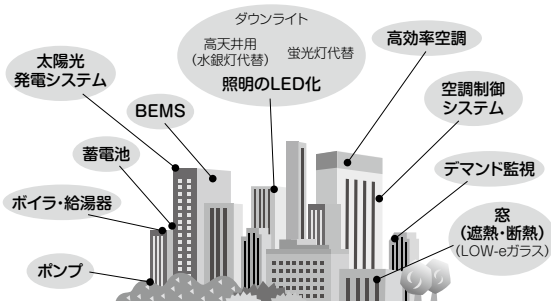 ダウンライト
高天井用
（水銀灯代替）
蛍光灯代替
照明のLED化
高効率空調
太陽光
発電システム
空調制御
システム
BEMS
蓄電池
デマンド監視
ボイラ・給湯器
窓
（遮熱・断熱）
（LOW-eガラス）
ポンプ